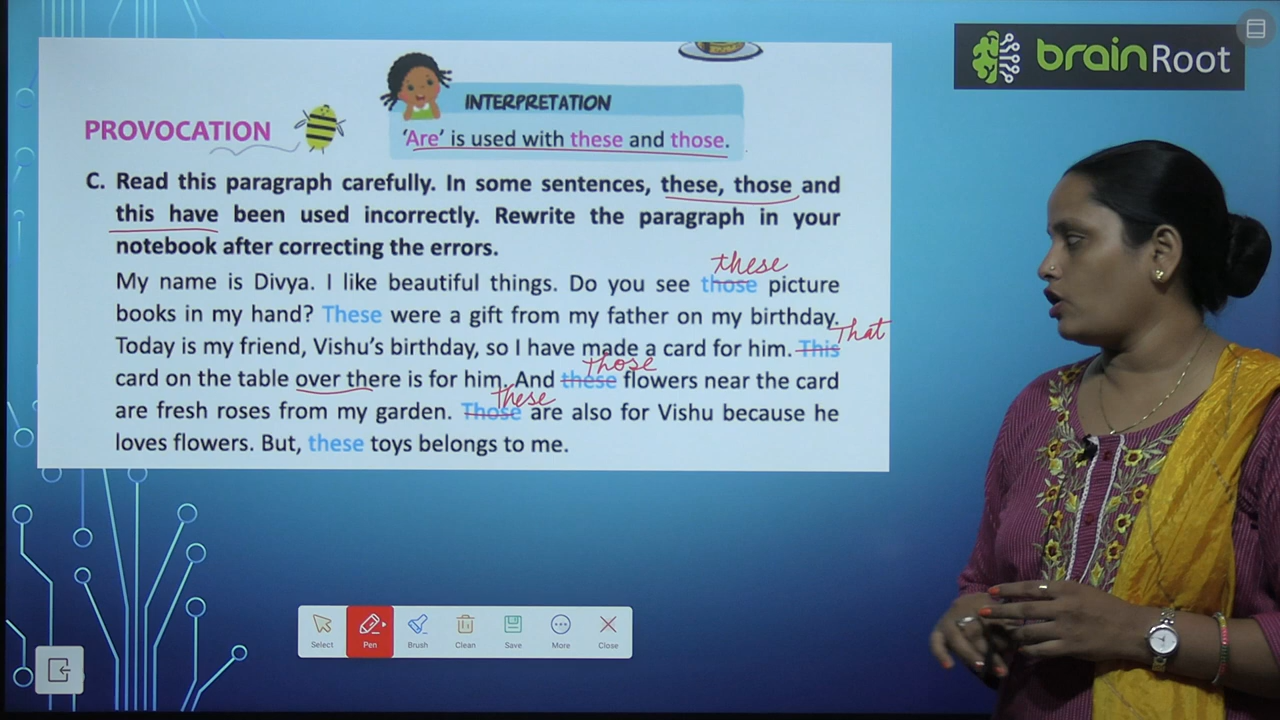 brainRoot
INTERPRETATION
PROVOCATION
'Are' is used with these and those.
C. Read this paragraph carefully. In some sentences, these, those and
this have been used incorrectly. Rewrite the paragraph in your
notebook after correcting the errors.
these
My name is Divya. I like beautiful things. Do you see those picture
books in my hand? These were a gift from my father on my birthday.
That
Today is my friend, Vishu's birthday, so I have made a card for him. This
those
card on the table over there is for him. And these flowers near the card
these
are fresh roses from my garden. Those are also for Vishu because he
loves flowers. But, these toys belongs to me.
Select Pen Brush Clean Save More Close